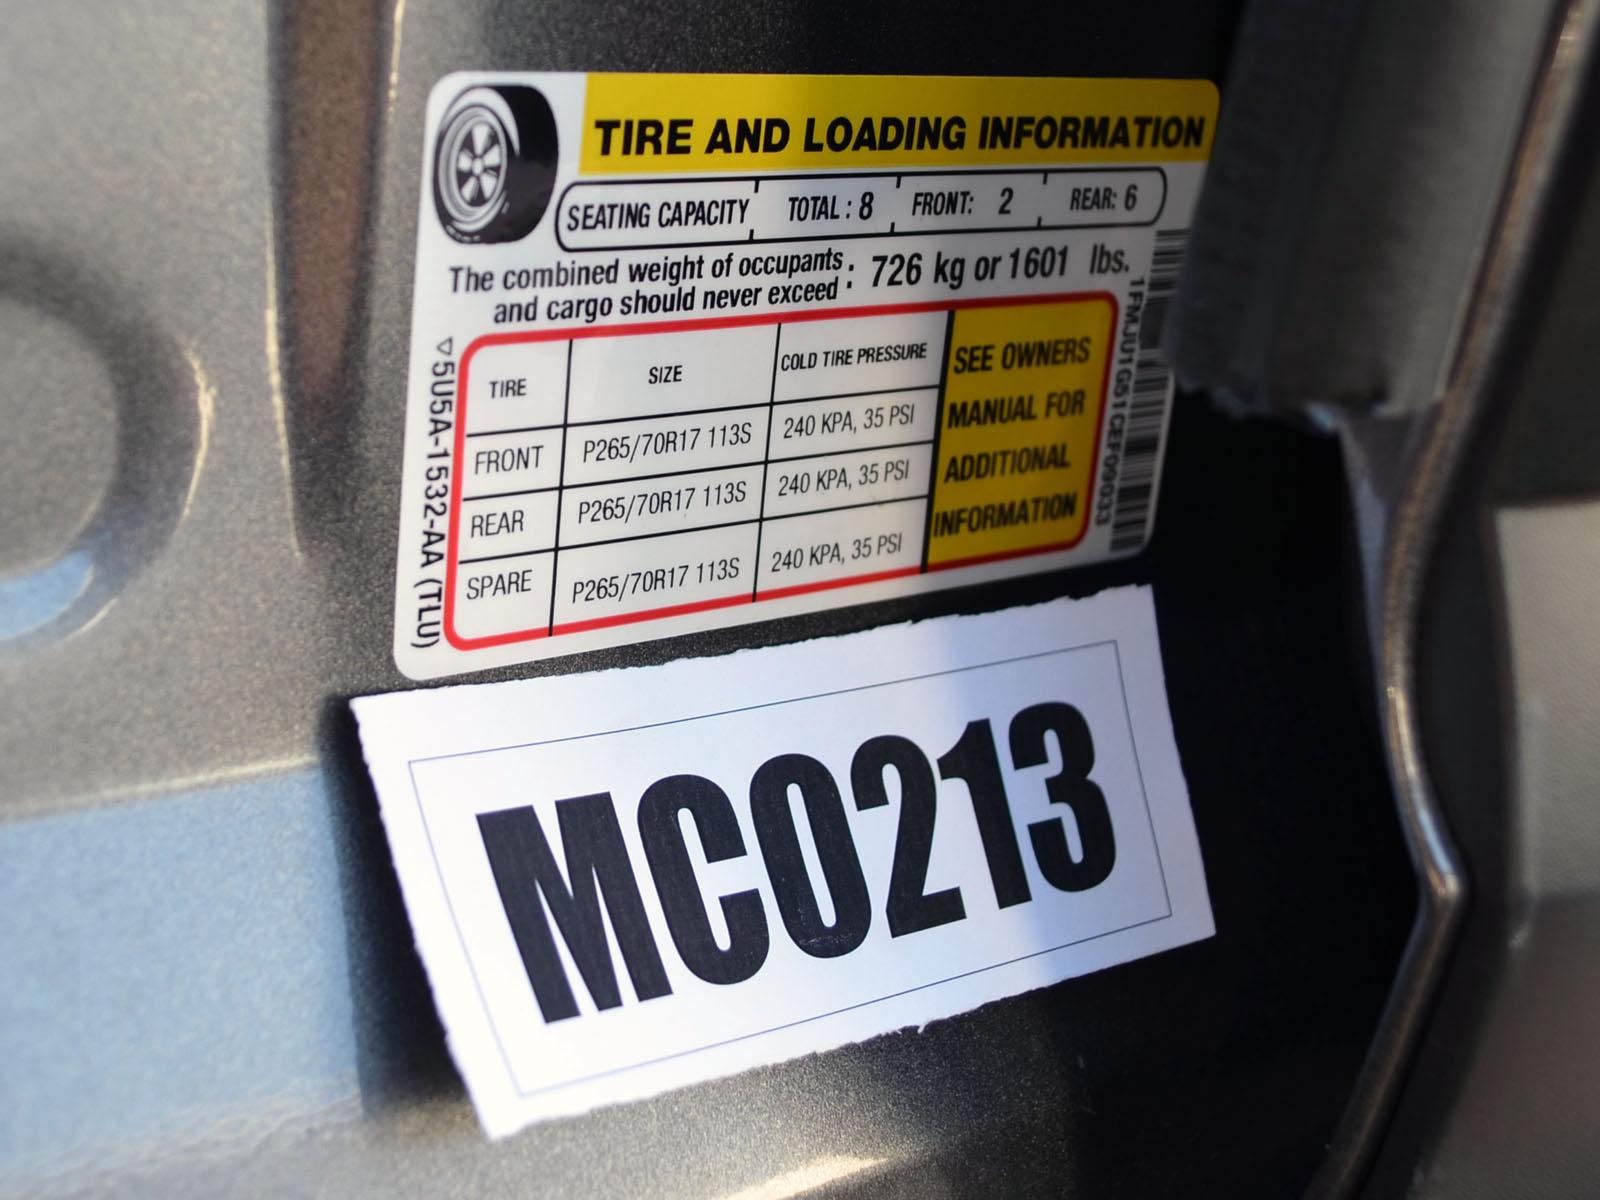 TIRE AND LOADING INFORMATION
SEATING CAPACITY TOTAL : 8 FRONT: 2 REAR: 6
The combined weight of occupants
and cargo should never exceed : 726 kg or 1601 lbs.
TIRE SIZE COLD TIRE PRESSURE
FRONT P265/70R17 113S 240 KPA, 35 PSI
REAR P265/70R17 113S 240 KPA, 35 PSI
SPARE P265/70R17 113S 240 KPA, 35 PSI
SEE OWNERS
MANUAL FOR
ADDITIONAL
INFORMATION
5U5A-1532-AA (TLU)
1FMJU1G51CEF09033
MC0213